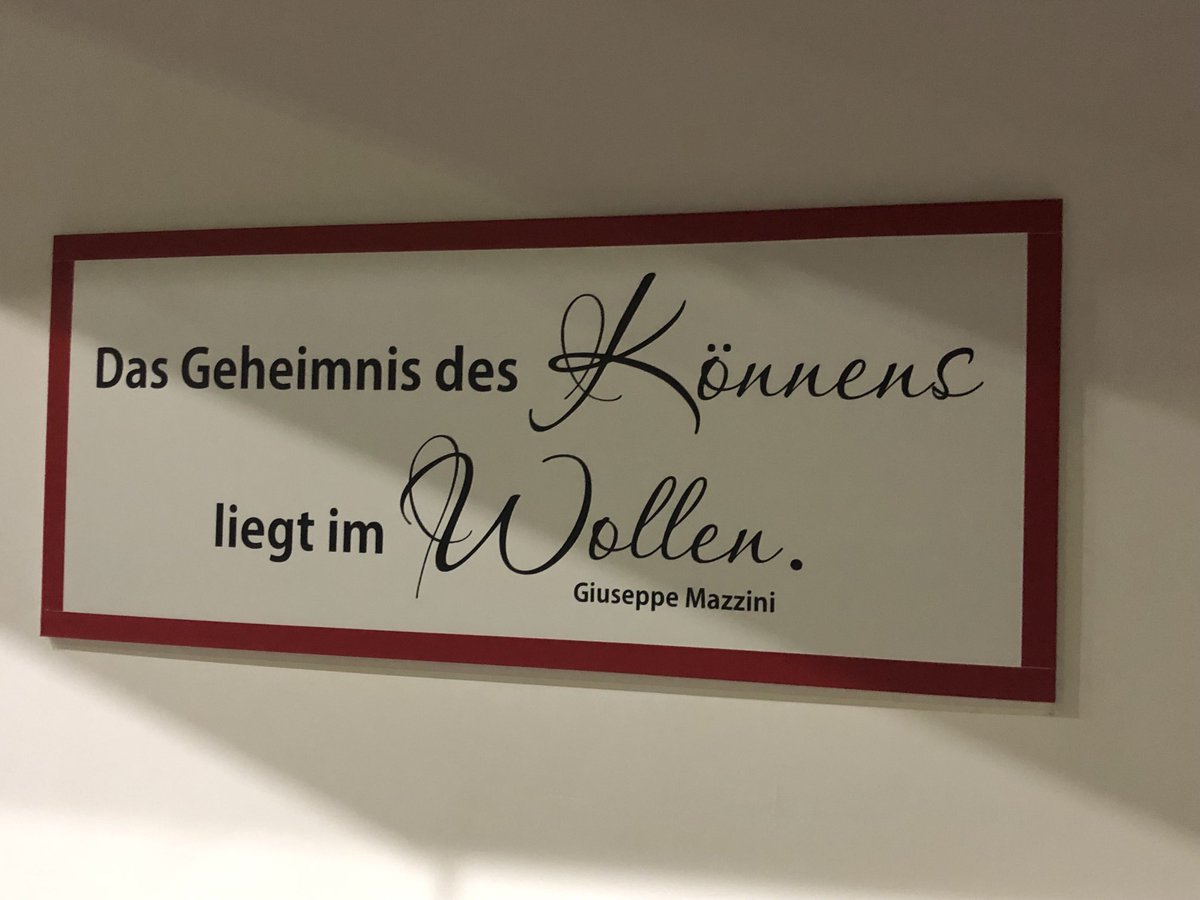 Das Geheimnis des Könnens
liegt im Wollen.
Giuseppe Mazzini